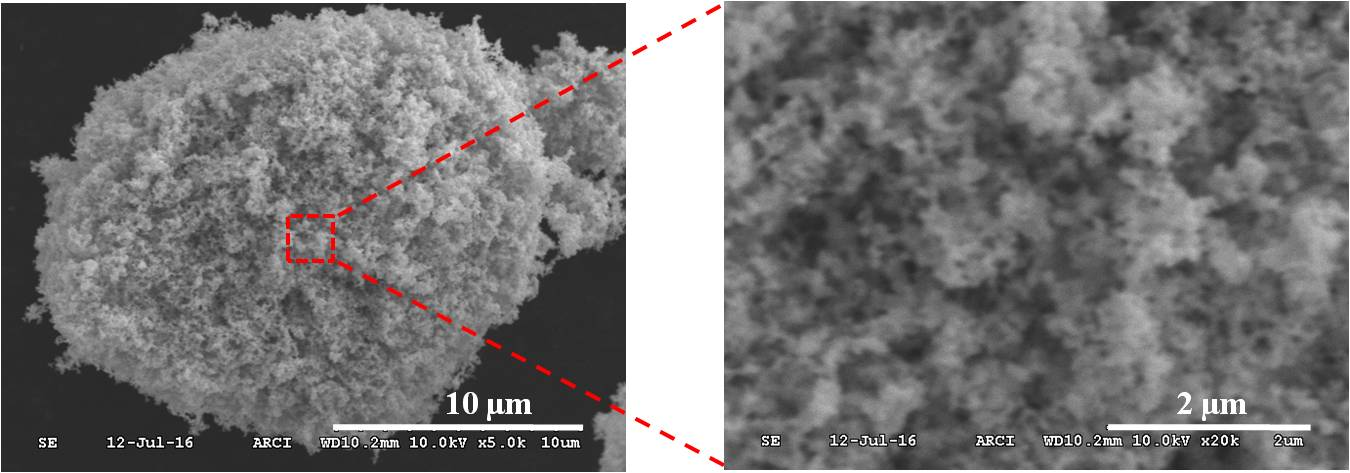 10 μm
SE 12-Jul-16 ARCI WD10.2mm 10.0kV x5.0k 10um
2 μm
SE 12-Jul-16 ARCI WD10.2mm 10.0kV x20k 2um